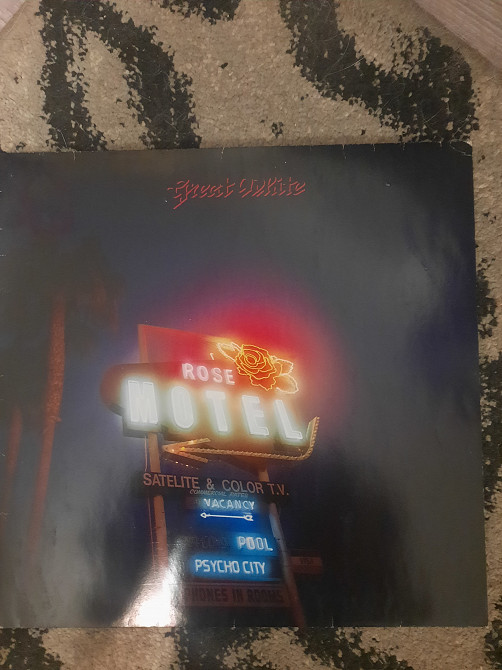 Great White
ROSE
MOTEL
SATELITE & COLOR T.V.
VACANCY
POOL
PSYCHO CITY
PHONES IN ROOMS